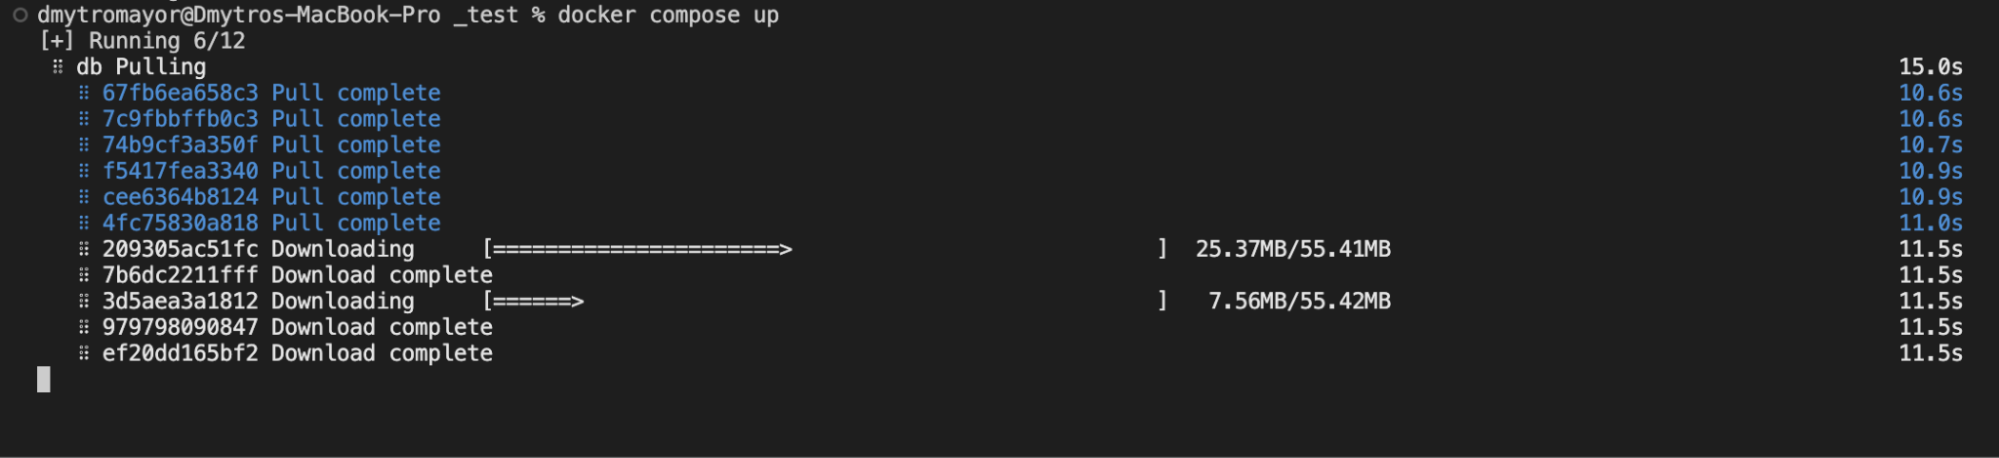 dmytromayor@Dmytros-MacBook-Pro _test % docker compose up
[+] Running 6/12
⠿ db Pulling 15.0s
⠿ 67fb6ea658c3 Pull complete 10.6s
⠿ 7c9fbbffb0c3 Pull complete 10.6s
⠿ 74b9cf3a350f Pull complete 10.7s
⠿ f5417fea3340 Pull complete 10.9s
⠿ cee6364b8124 Pull complete 10.9s
⠿ 4fc75830a818 Pull complete 11.0s
⠿ 209305ac51fc Downloading [======================> ] 25.37MB/55.41MB 11.5s
⠿ 7b6dc2211fff Download complete 11.5s
⠿ 3d5aea3a1812 Downloading [======> ] 7.56MB/55.42MB 11.5s
⠿ 979798090847 Download complete 11.5s
⠿ ef20dd165bf2 Download complete 11.5s